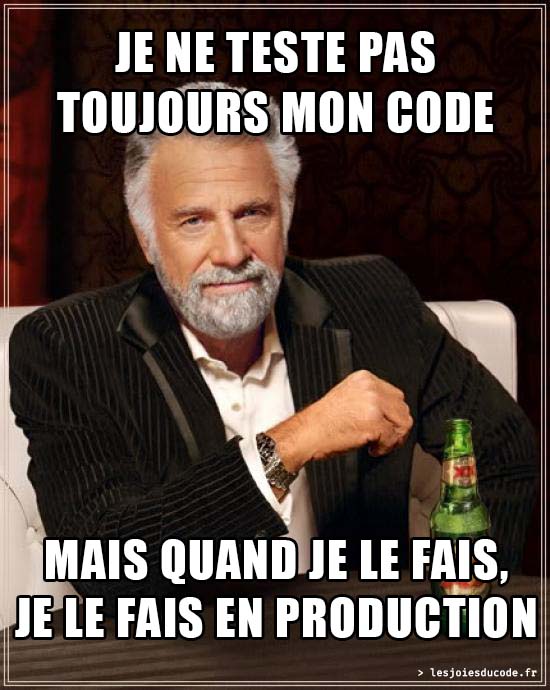 JE NE TESTE PAS
TOUJOURS MON CODE
XX
MAIS QUAND JE LE FAIS,
JE LE FAIS EN PRODUCTION
> lesjoiesducode.fr